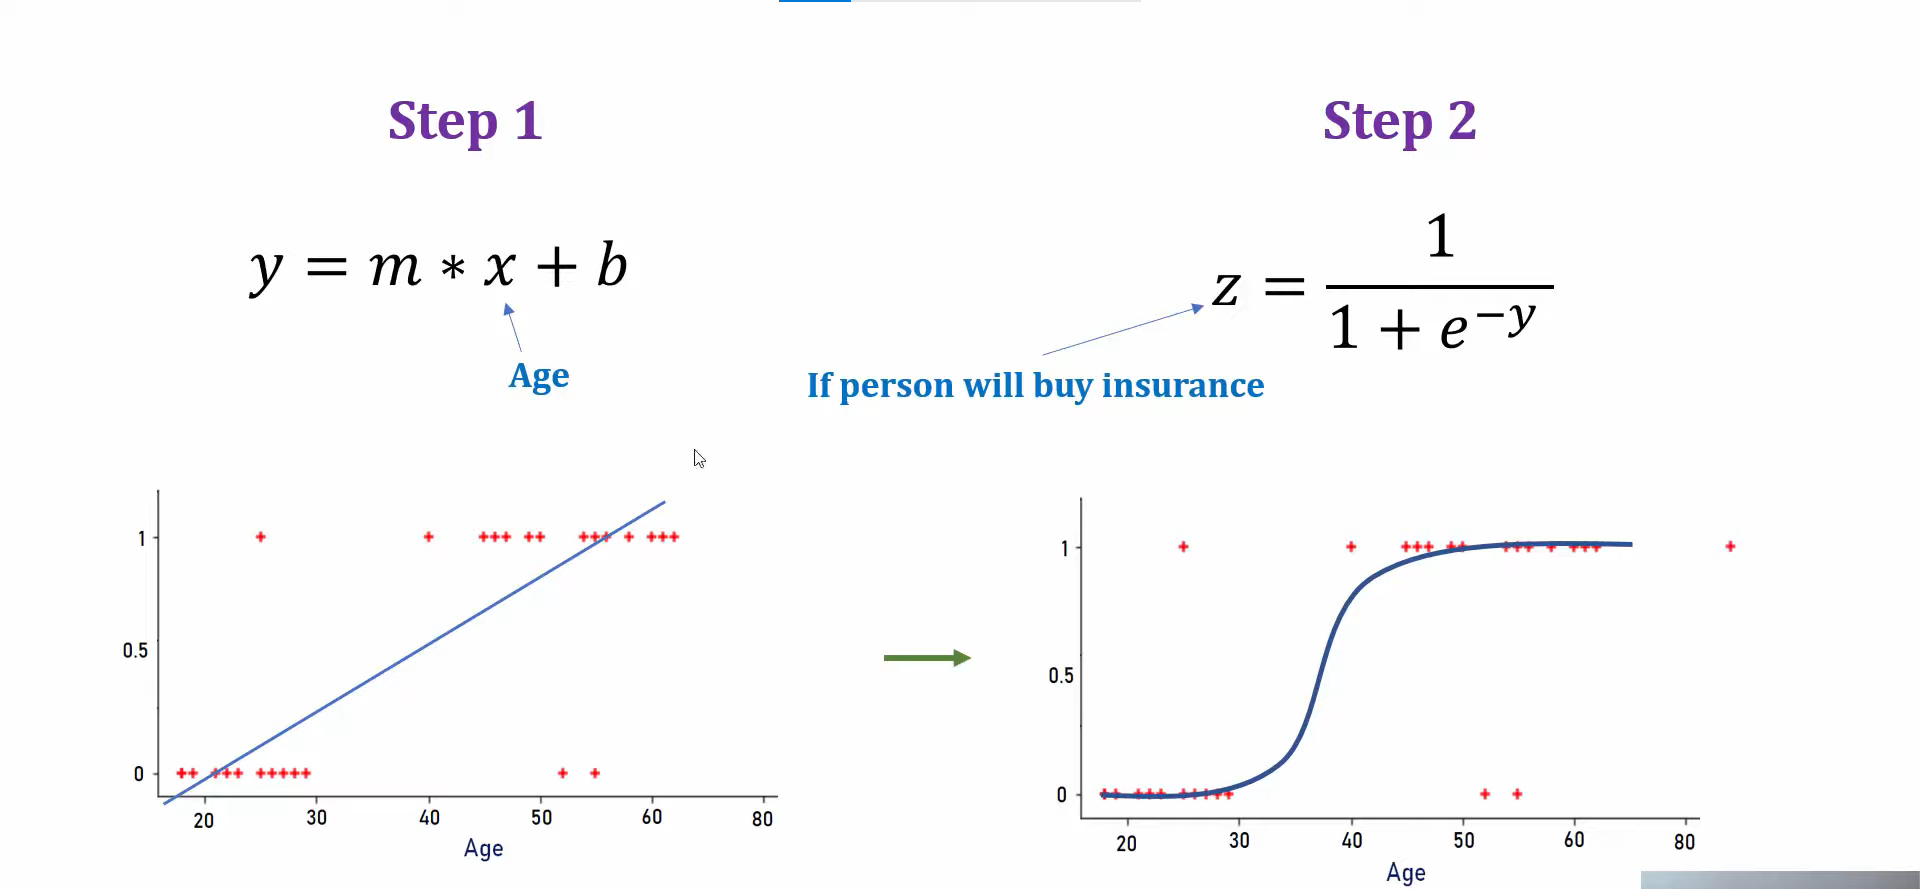 Step 1
Step 2
y = m * x + b
z = 1 / (1 + e^{-y})
Age
If person will buy insurance
1
0.5
0
20 30 40 50 60 80
Age
1
0.5
0
20 30 40 50 60 80
Age